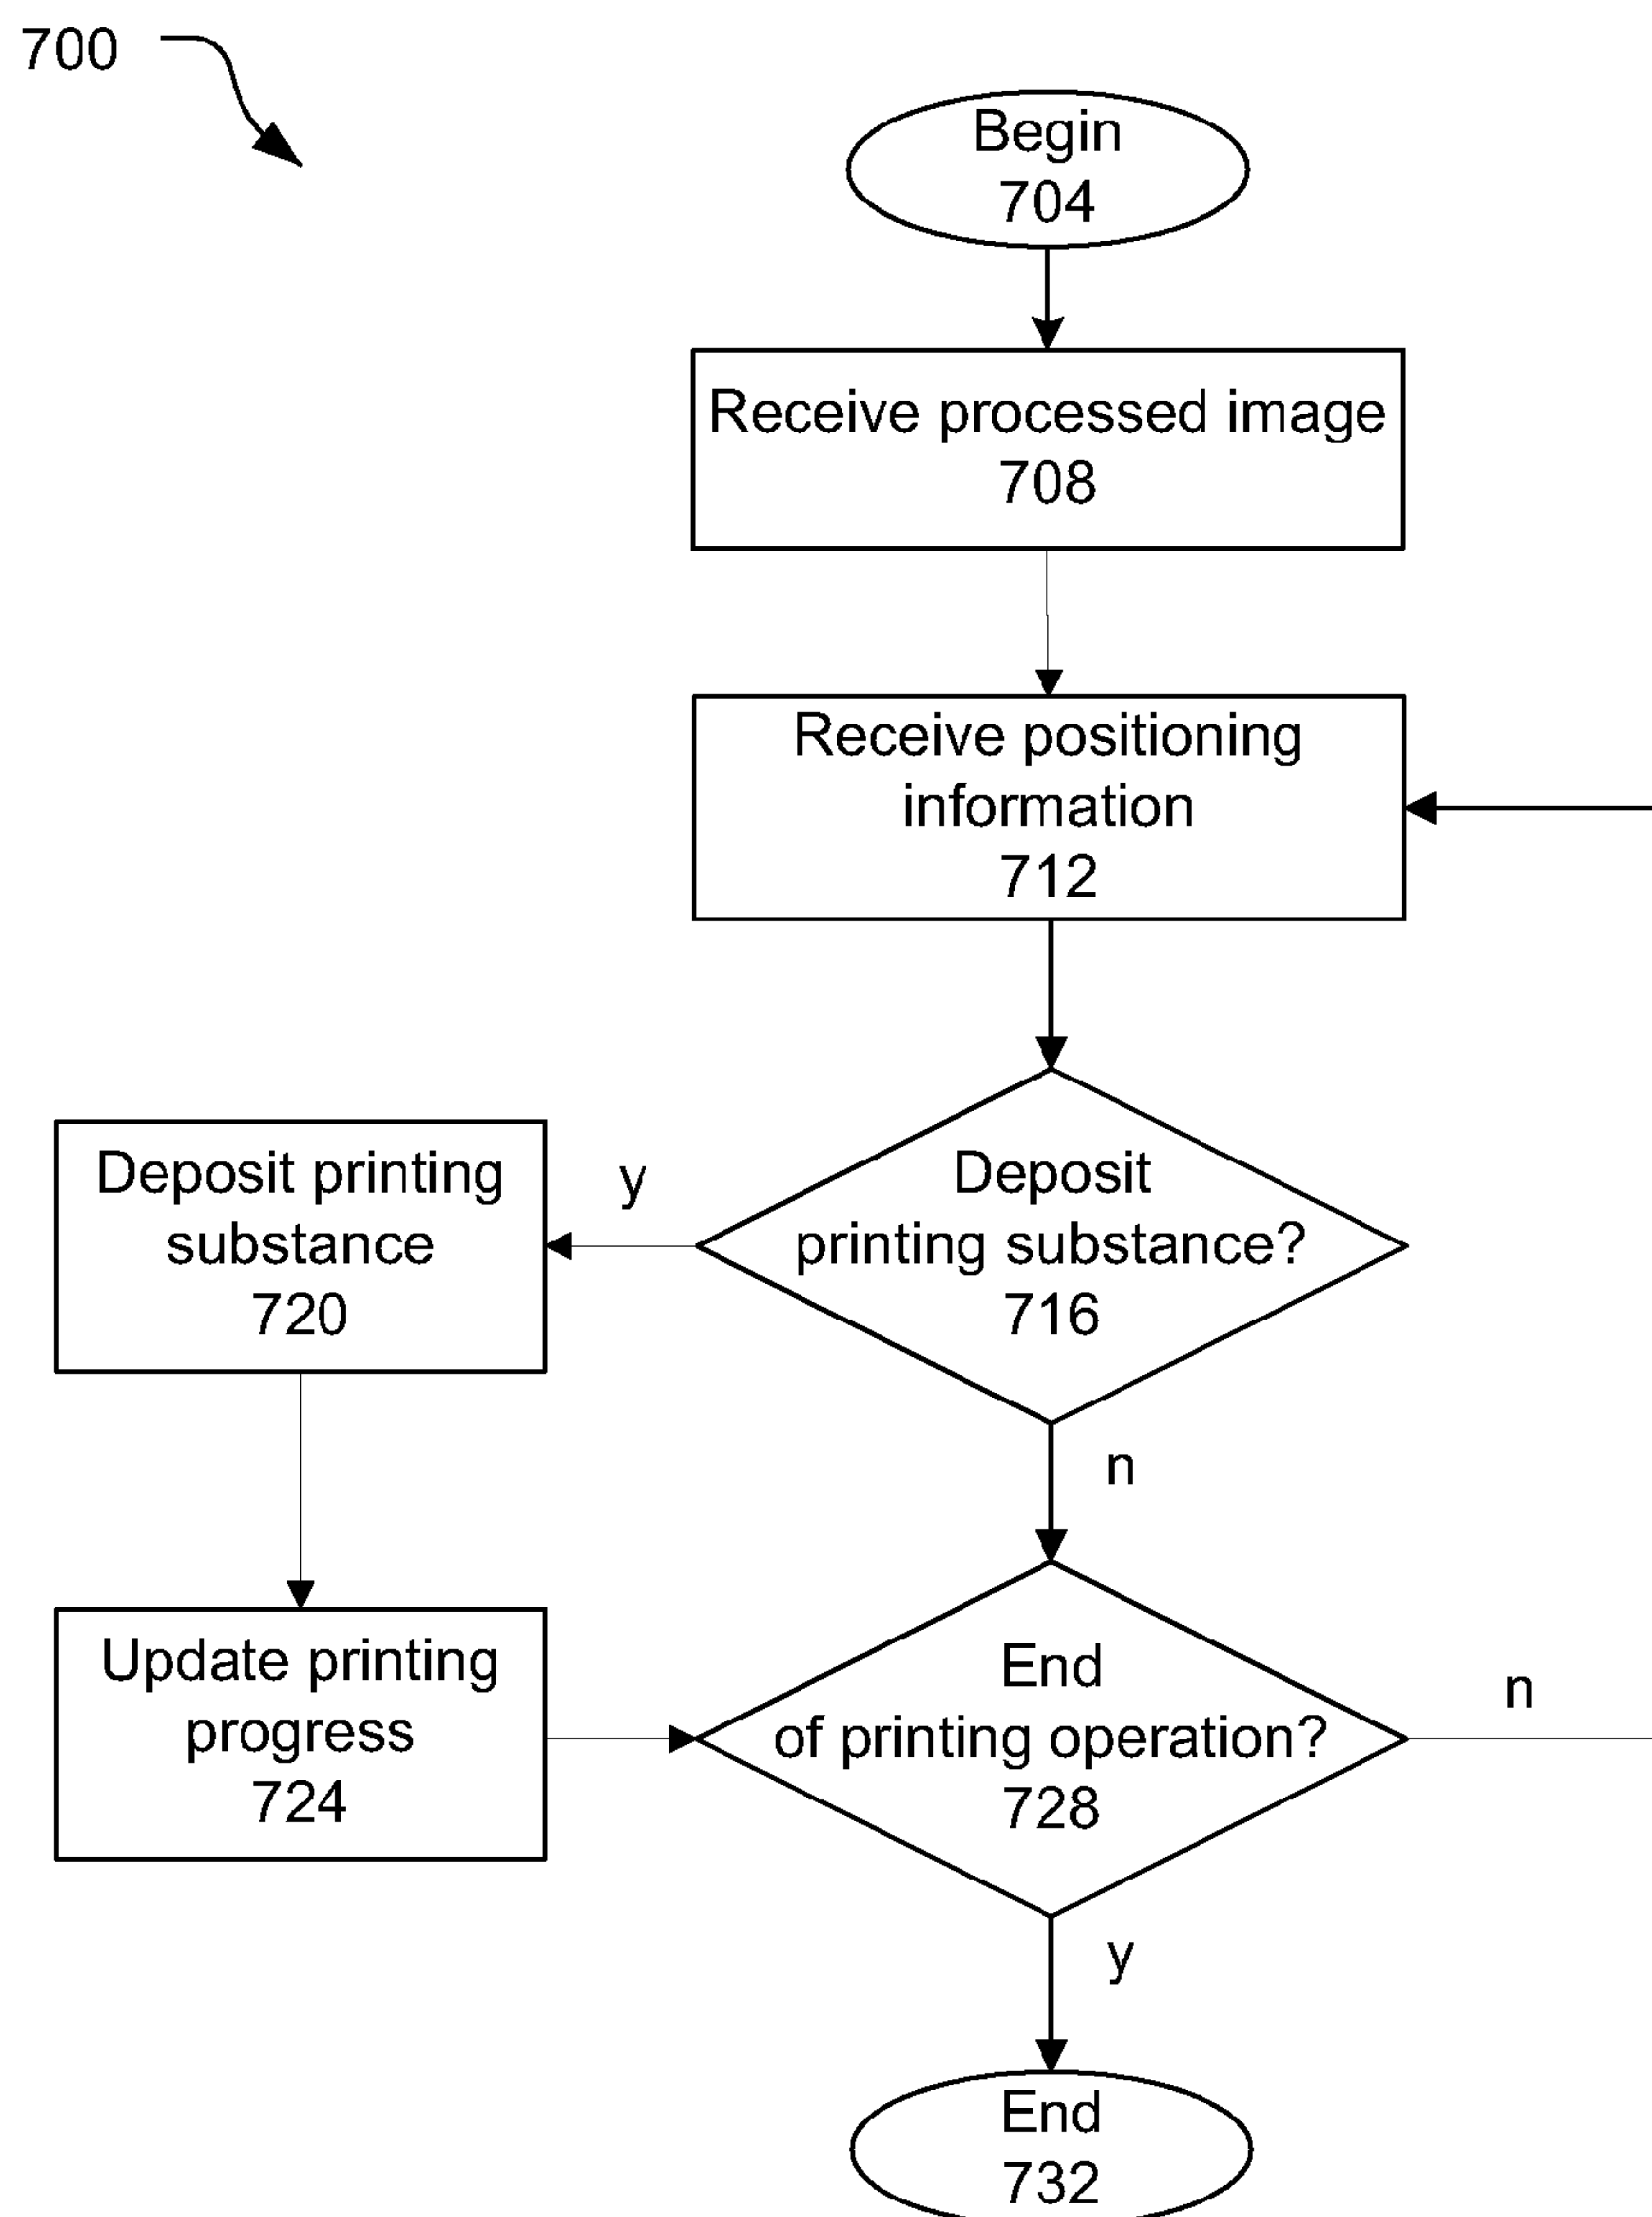 700
Begin
704
Receive processed image
708
Receive positioning
information
712
Deposit
printing substance?
716
y
n
Deposit printing
substance
720
Update printing
progress
724
End
of printing operation?
728
n
y
End
732